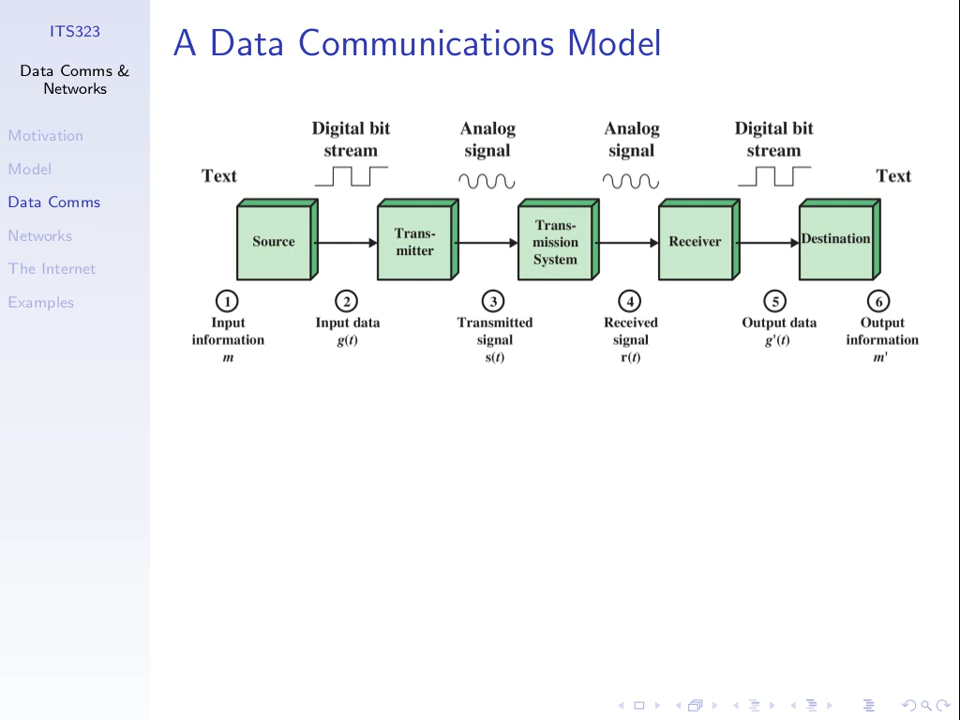 ITS323
Data Comms &
Networks
Motivation
Model
Data Comms
Networks
The Internet
Examples
A Data Communications Model
Text
Digital bit
stream
Analog
signal
Analog
signal
Digital bit
stream
Text
Source
Trans-
mitter
Trans-
mission
System
Receiver
Destination
1
Input
information
m
2
Input data
g(t)
3
Transmitted
signal
s(t)
4
Received
signal
r(t)
5
Output data
g'(t)
6
Output
information
m'